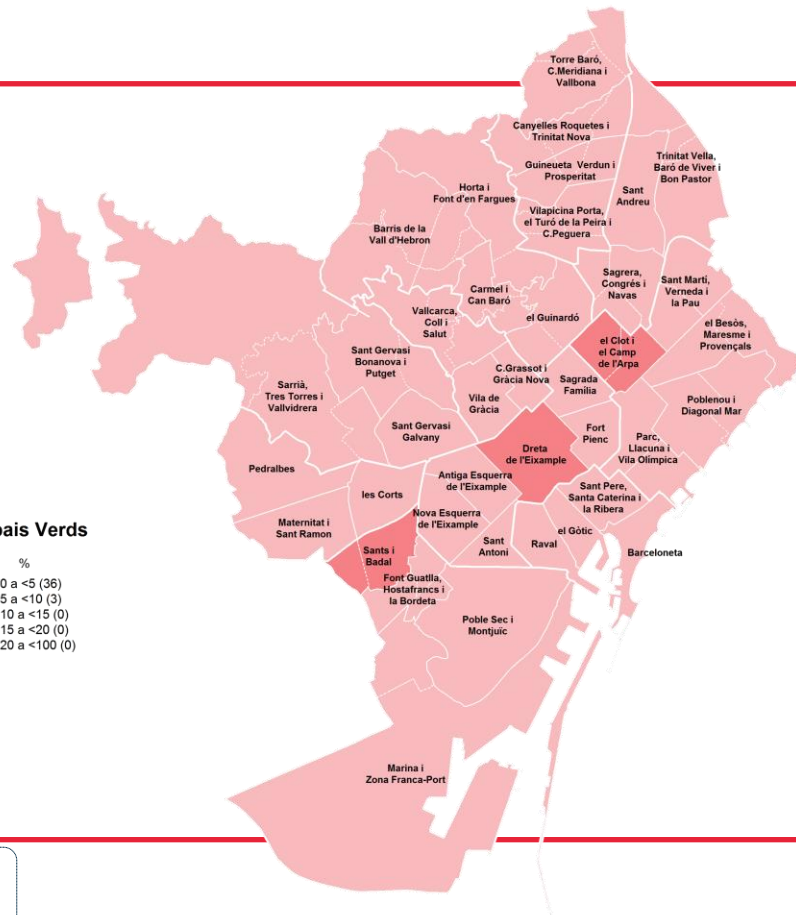 Torre Baró,
C.Meridiana i
Vallbona
Canyelles Roquetes i
Trinitat Nova
Guineueta Verdun i
Prosperitat
Trinitat Vella,
Baró de Viver i
Bon Pastor
Horta i
Font d'en Fargues
Sant
Andreu
Vilapicina Porta,
el Turó de la Peira i
C.Peguera
Barris de la
Vall d'Hebron
Sagrera,
Congrés i
Navas
Sant Martí,
Verneda i
la Pau
Carmel i
Can Baró
Vallcarca,
Coll i
Salut
el Guinardó
el Besòs,
Maresme i
Provençals
el Clot i
el Camp
de l'Arpa
Sant Gervasi
Bonanova i
Putget
C.Grassot i
Gràcia Nova
Sagrada
Família
Sarrià,
Tres Torres i
Vallvidrera
Vila de
Gràcia
Poblenou i
Diagonal Mar
Sant Gervasi
Galvany
Fort
Pienc
Parc,
Llacuna i
Vila Olímpica
Dreta
de l'Eixample
Pedralbes
Antiga Esquerra
de l'Eixample
Sant Pere,
Santa Caterina i
la Ribera
les Corts
Maternitat i
Sant Ramon
Nova Esquerra
de l'Eixample
el Gòtic
Sant
Antoni
Raval
Barceloneta
Sants i
Badal
Font Guatlla,
Hostafrancs i
la Bordeta
Poble Sec i
Montjuïc
Marina i
Zona Franca-Port
pais Verds
%
0 a <5 (36)
5 a <10 (3)
10 a <15 (0)
15 a <20 (0)
20 a <100 (0)